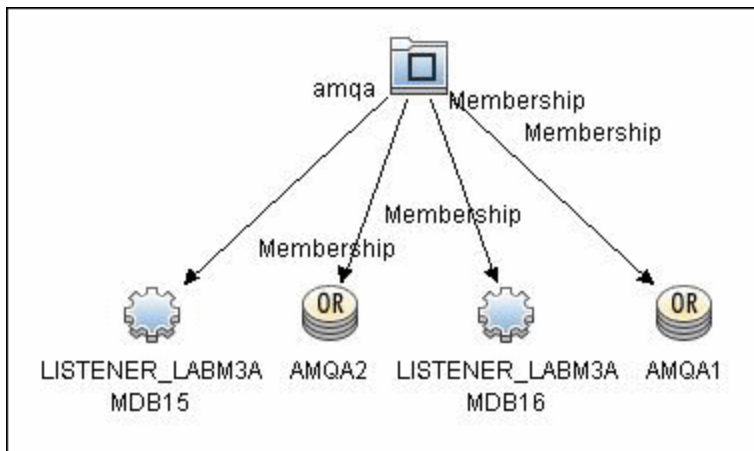 amqa
Membership
Membership
Membership
Membership
OR
OR
LISTENER_LABM3A
MDB15
AMQA2
LISTENER_LABM3A
MDB16
AMQA1